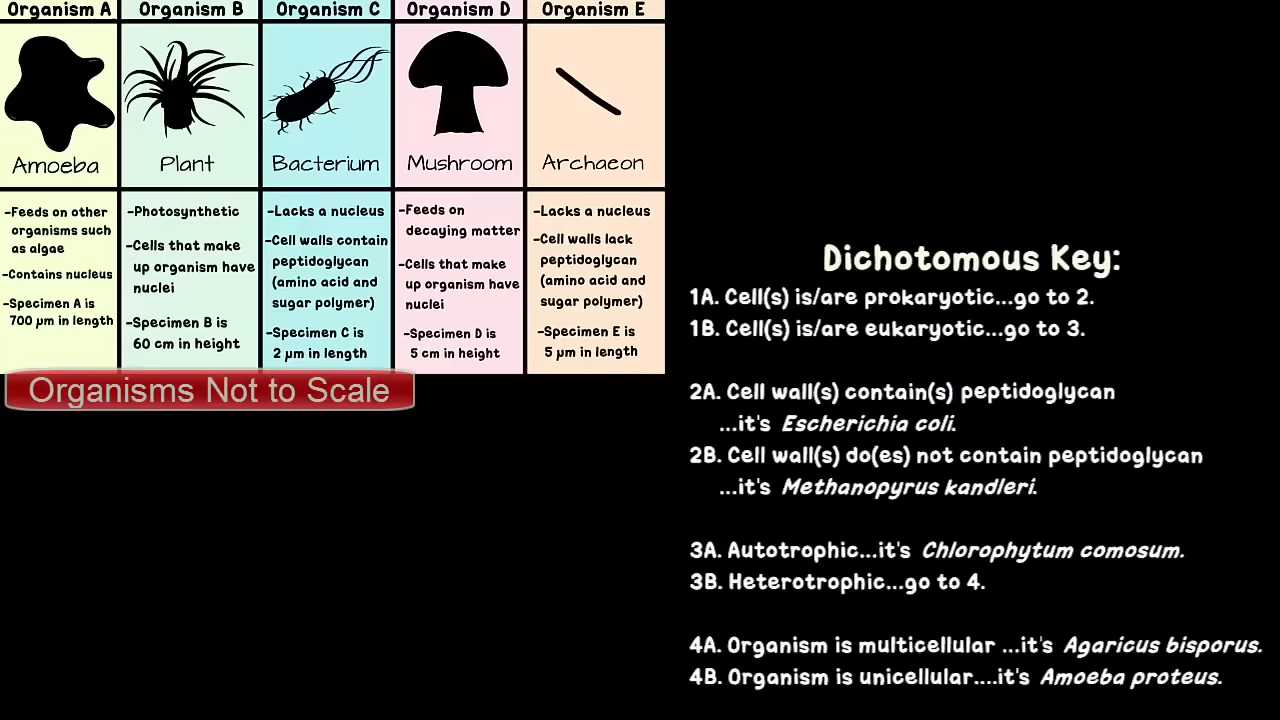 Organism A
Organism B
Organism C
Organism D
Organism E
Amoeba
Plant
Bacterium
Mushroom
Archaeon
-Feeds on other
organisms such
as algae
-Contains nucleus
-Specimen A is
700 µm in length
-Photosynthetic
-Cells that make
up organism have
nuclei
-Specimen B is
60 cm in height
-Lacks a nucleus
-Cell walls contain
peptidoglycan
(amino acid and
sugar polymer)
-Specimen C is
2 µm in length
-Feeds on
decaying matter
-Cells that make
up organism have
nuclei
-Specimen D is
5 cm in height
-Lacks a nucleus
-Cell walls lack
peptidoglycan
(amino acid and
sugar polymer)
-Specimen E is
5 µm in length
Organisms Not to Scale
Dichotomous Key:
1A. Cell(s) is/are prokaryotic...go to 2.
1B. Cell(s) is/are eukaryotic...go to 3.
2A. Cell wall(s) contain(s) peptidoglycan
...it's Escherichia coli.
2B. Cell wall(s) do(es) not contain peptidoglycan
...it's Methanopyrus kandleri.
3A. Autotrophic...it's Chlorophytum comosum.
3B. Heterotrophic...go to 4.
4A. Organism is multicellular ...it's Agaricus bisporus.
4B. Organism is unicellular....it's Amoeba proteus.